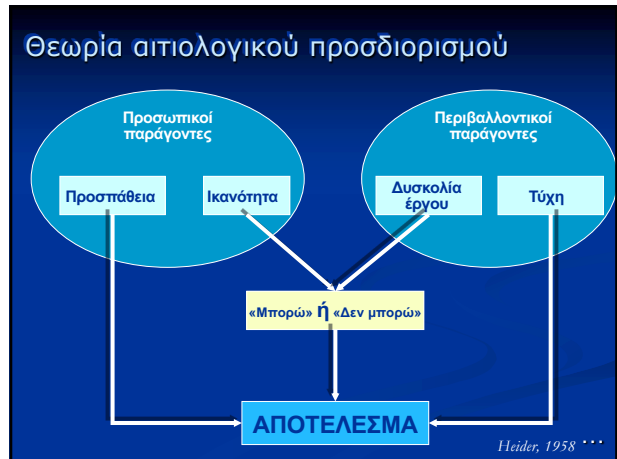 Θεωρία αιτιολογικού προσδιορισμού
Προσωπικοί
παράγοντες
Περιβαλλοντικοί
παράγοντες
Προσπάθεια
Ικανότητα
Δυσκολία
έργου
Τύχη
«Μπορώ» ή «Δεν μπορώ»
ΑΠΟΤΕΛΕΣΜΑ
Heider, 1958 ...